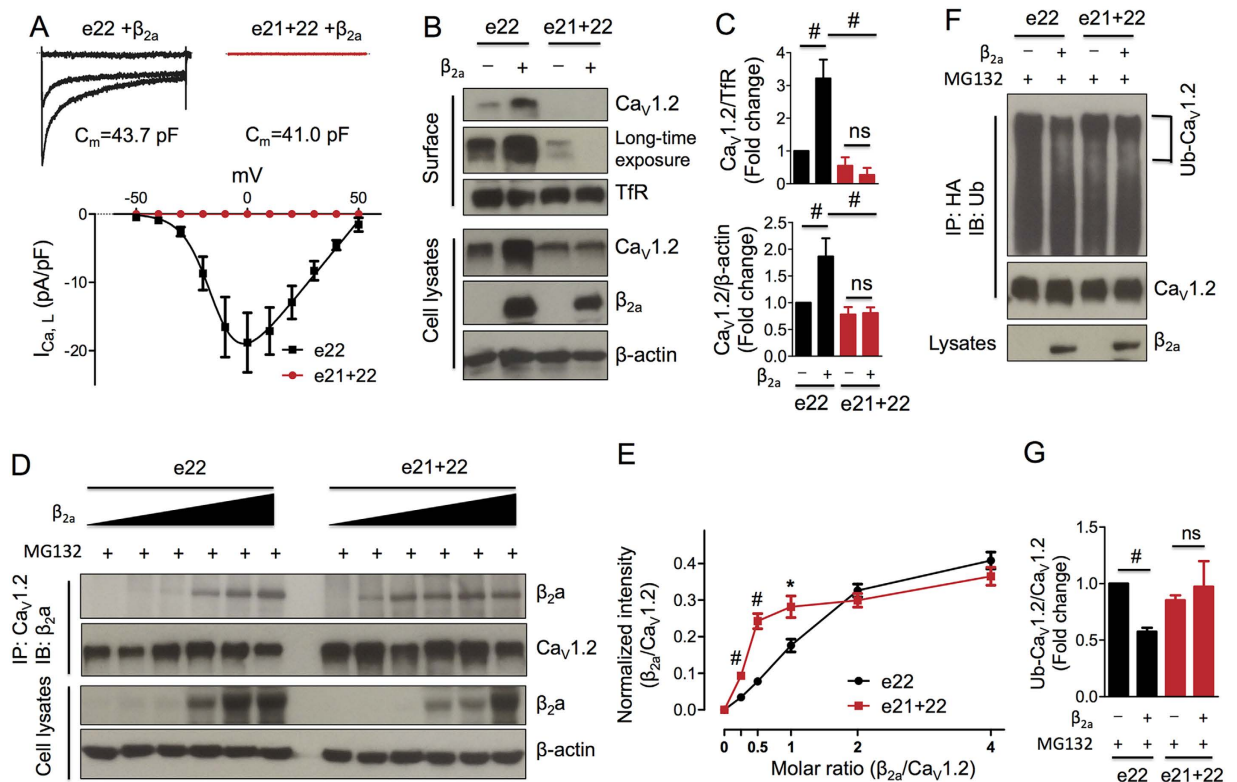 A
e22 +β2a
e21+22 +β2a
Cm=43.7 pF
Cm=41.0 pF
mV
-50 0 50
0
-10
-20
ICa, L (pA/pF)
e22
e21+22
B
e22 e21+22
β2a − + − +
Surface
CaV1.2
Long-time
exposure
TfR
Cell lysates
CaV1.2
β2a
β-actin
C
# #
ns
4
3
2
1
0
CaV1.2/TfR
(Fold change)
# #
ns
2.5
2.0
1.5
1.0
0.5
0.0
CaV1.2/β-actin
(Fold change)
β2a − + − +
e22 e21+22
F
e22 e21+22
β2a − + − +
MG132 + + + +
IP: HA
IB: Ub
Ub-CaV1.2
CaV1.2
Lysates β2a
D
e22 e21+22
β2a
MG132 + + + + + + + + + + + +
IP: CaV1.2
IB: β2a
β2a
CaV1.2
Cell lysates
β2a
β-actin
E
Normalized intensity
(β2a/CaV1.2)
0.4
0.3
0.2
0.1
0.0
# # *
e22
e21+22
0 0.5 1 2 4
Molar ratio (β2a/CaV1.2)
G
Ub-CaV1.2/CaV1.2
(Fold change)
1.5
1.0
0.5
0.0
# ns
β2a − + − +
MG132 + + + +
e22 e21+22